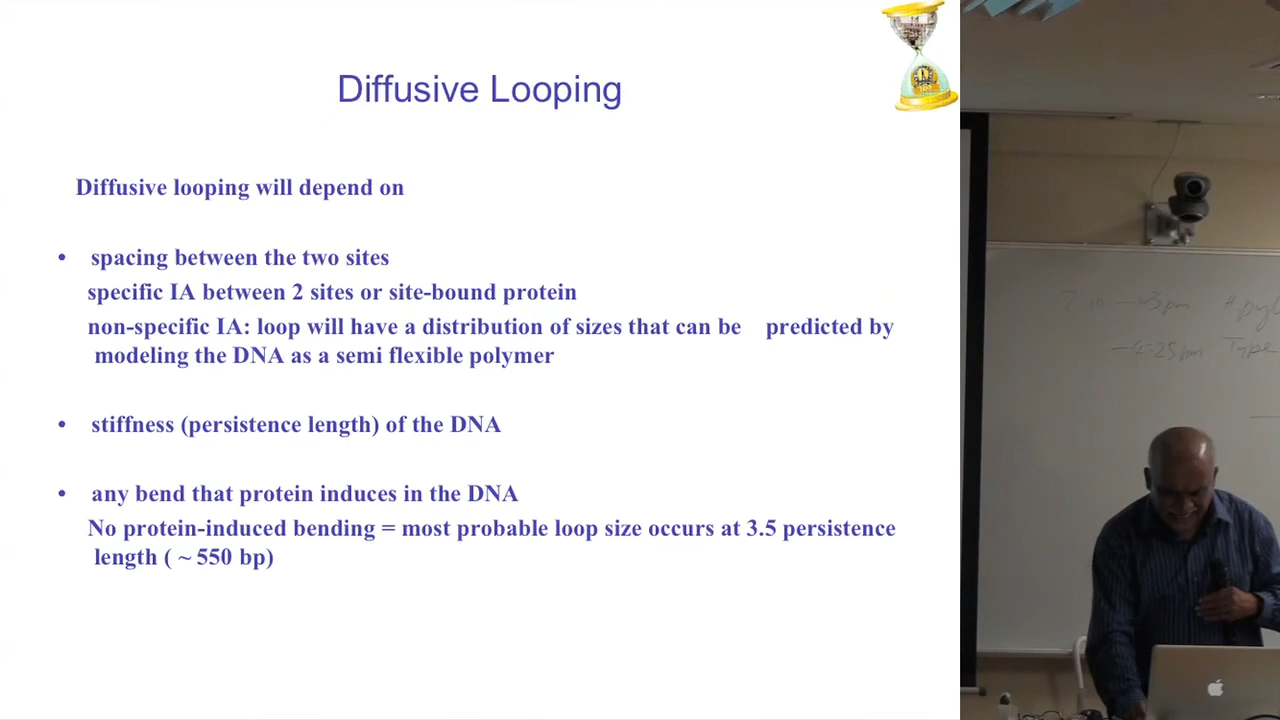 Diffusive Looping
Diffusive looping will depend on
• spacing between the two sites
specific IA between 2 sites or site-bound protein
non-specific IA: loop will have a distribution of sizes that can be predicted by
modeling the DNA as a semi flexible polymer
• stiffness (persistence length) of the DNA
• any bend that protein induces in the DNA
No protein-induced bending = most probable loop size occurs at 3.5 persistence
length ( ~ 550 bp)
Type